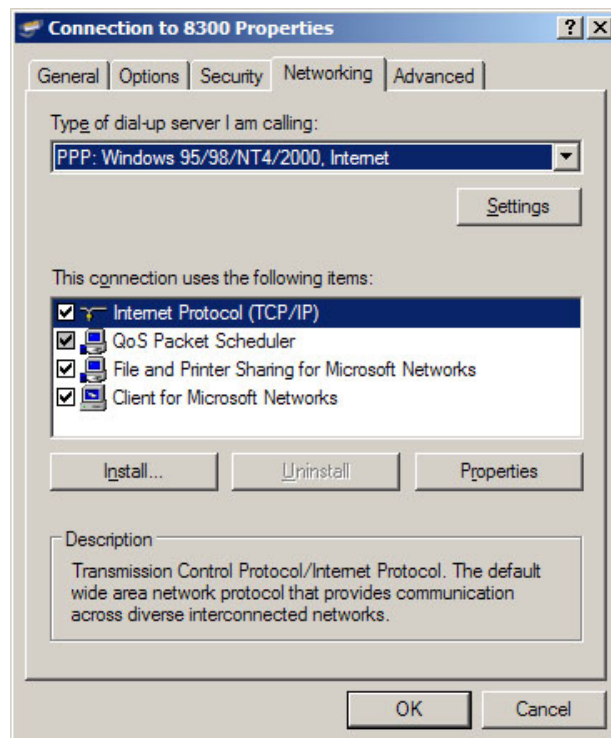 Connection to 8300 Properties
General Options Security Networking Advanced
Type of dial-up server I am calling:
PPP: Windows 95/98/NT4/2000, Internet
Settings
This connection uses the following items:
Internet Protocol (TCP/IP)
QoS Packet Scheduler
File and Printer Sharing for Microsoft Networks
Client for Microsoft Networks
Install... Uninstall Properties
Description
Transmission Control Protocol/Internet Protocol. The default
wide area network protocol that provides communication
across diverse interconnected networks.
OK Cancel